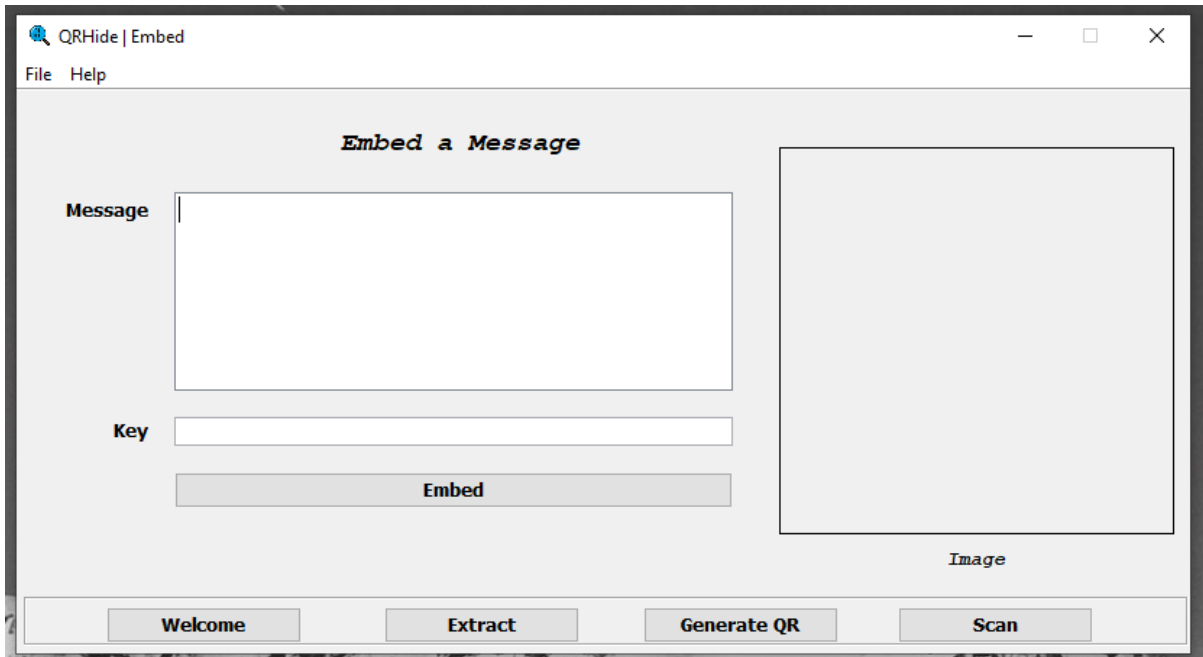 QRHide | Embed
File Help
Embed a Message
Message
Key
Embed
Image
Welcome Extract Generate QR Scan